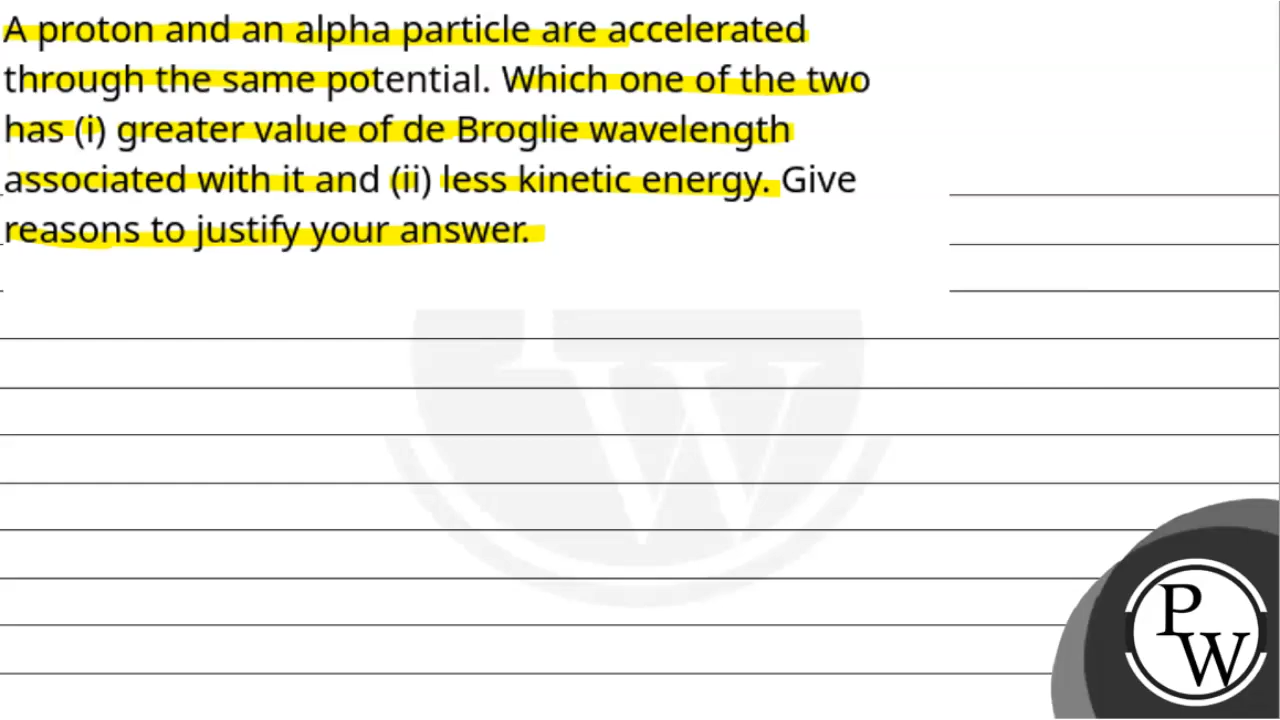 A proton and an alpha particle are accelerated
through the same potential. Which one of the two
has (i) greater value of de Broglie wavelength
associated with it and (ii) less kinetic energy. Give
reasons to justify your answer.
W
P
W